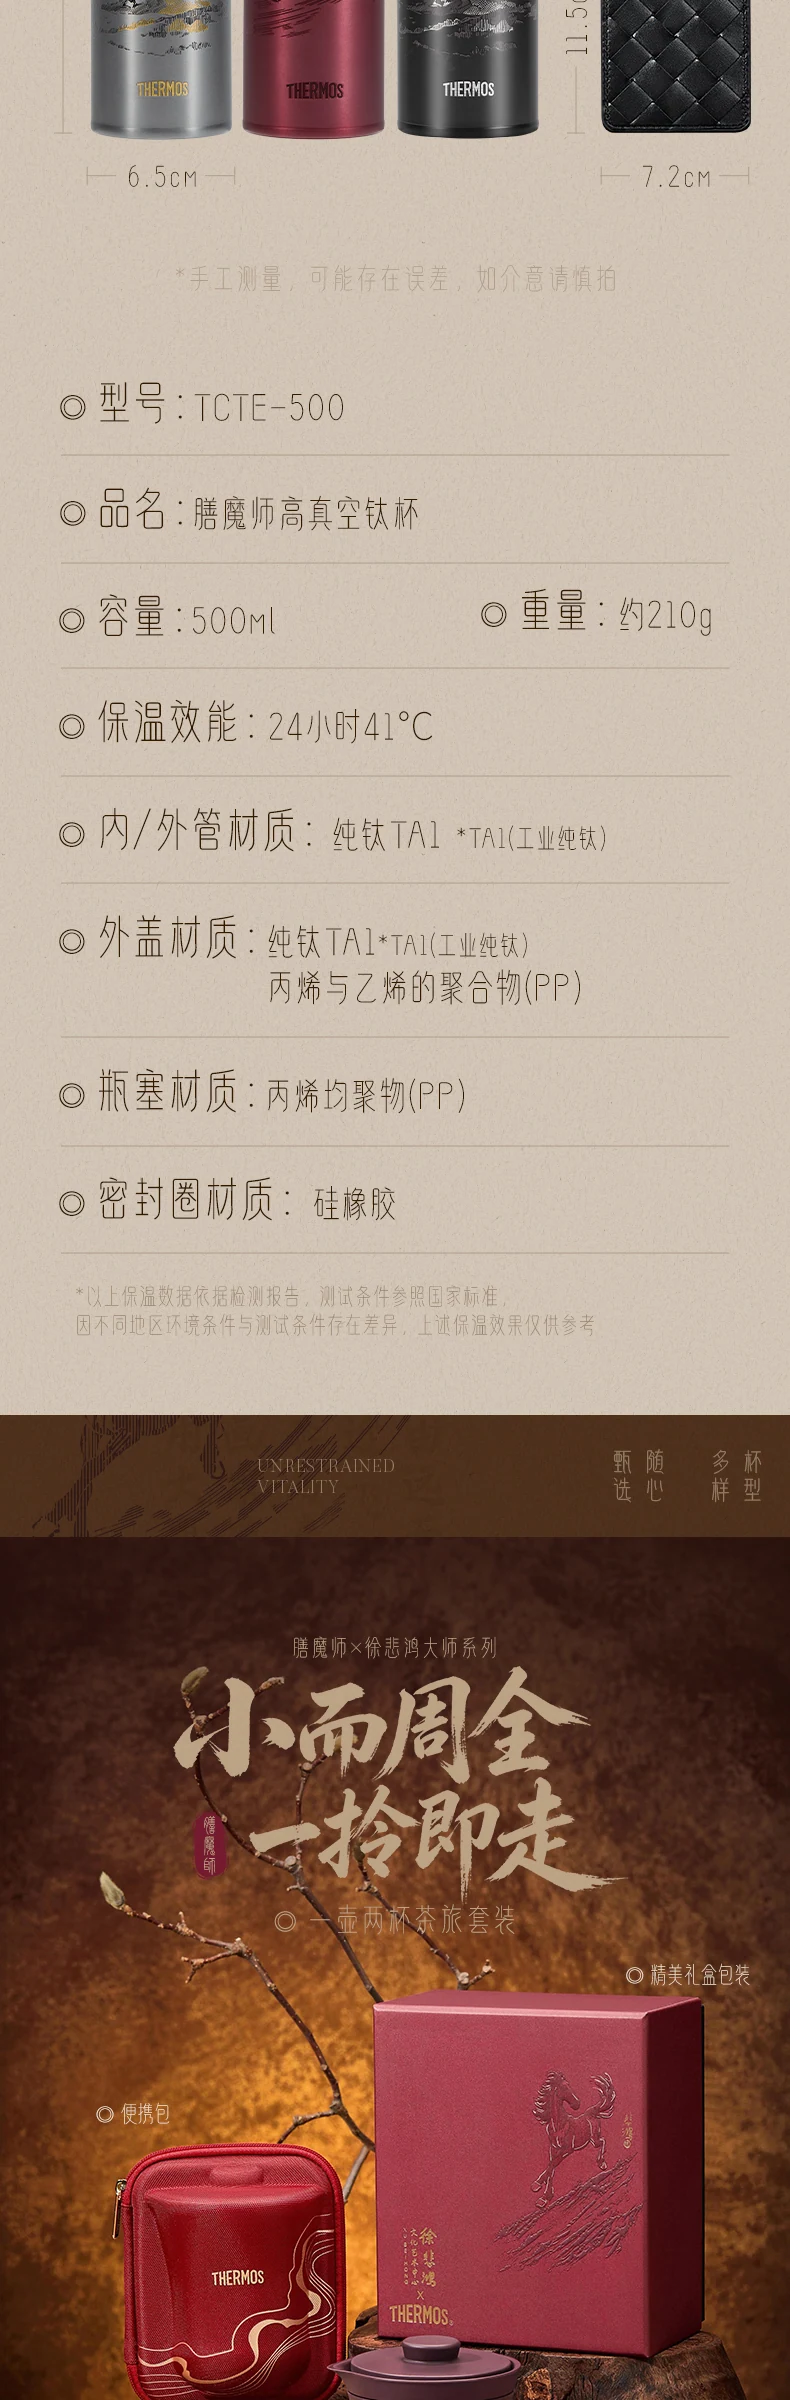 11.5c
THERMOS
THERMOS
THERMOS
6.5cm
7.2cm
*手工测量，可能存在误差，如介意请慎拍
◎ 型号：TCTE-500
◎ 品名：膳魔师高真空钛杯
◎ 容量：500ml
◎ 重量：约210g
◎ 保温效能：24小时41℃
◎ 内/外管材质：纯钛TA1 *TA1(工业纯钛)
◎ 外盖材质：纯钛TA1*TA1(工业纯钛)
丙烯与乙烯的聚合物(PP)
◎ 瓶塞材质：丙烯均聚物(PP)
◎ 密封圈材质：硅橡胶
*以上保温数据依据检测报告，测试条件参照国家标准，
因不同地区环境条件与测试条件存在差异，上述保温效果仅供参考
UNRESTRAINED
VITALITY
甄选
随心
多样
杯型
膳魔师×徐悲鸿大师系列
小而周全
一拎即走
膳魔師
◎ 一壶两杯茶旅套装
◎ 精美礼盒包装
◎ 便携包
悲鸿
THERMOS
徐悲鸿
文化艺术中心
×
THERMOS